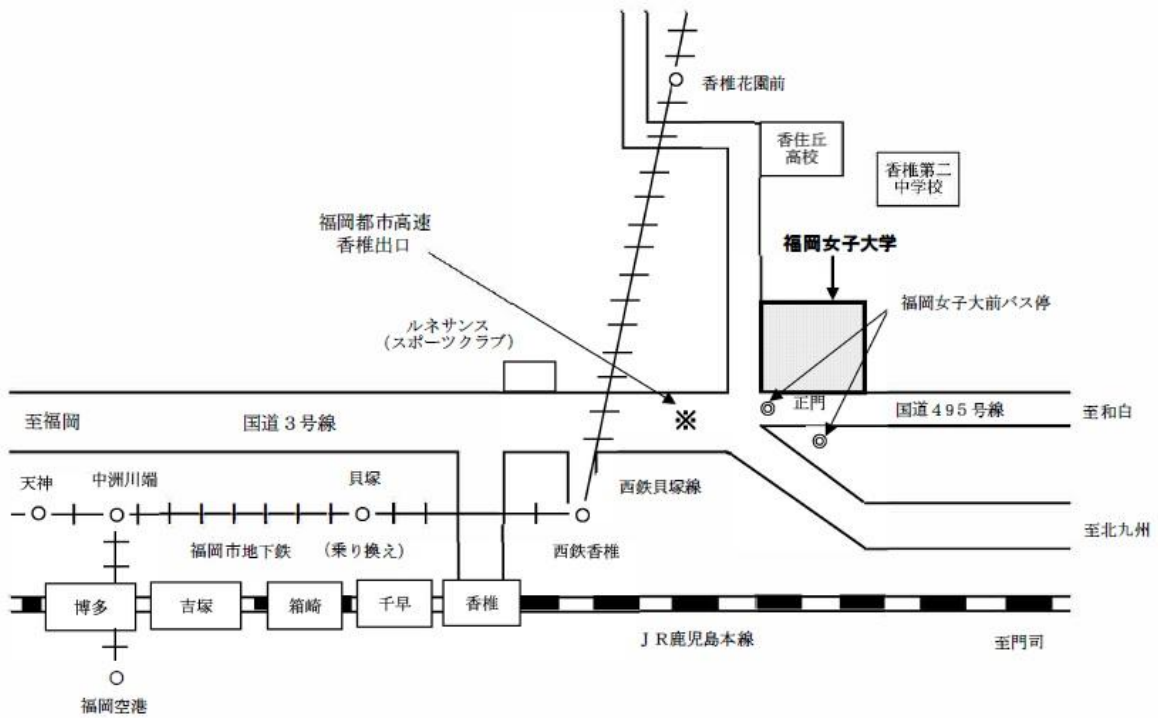 香椎花園前
香住丘
高校
香椎第二
中学校
福岡都市高速
香椎出口
福岡女子大学
福岡女子大前バス停
ルネサンス
(スポーツクラブ)
至福岡
国道3号線
※
正門
国道495号線
至和白
天神
中洲川端
貝塚
西鉄貝塚線
至北九州
福岡市地下鉄
(乗り換え)
西鉄香椎
博多
吉塚
箱崎
千早
香椎
JR鹿児島本線
至門司
福岡空港